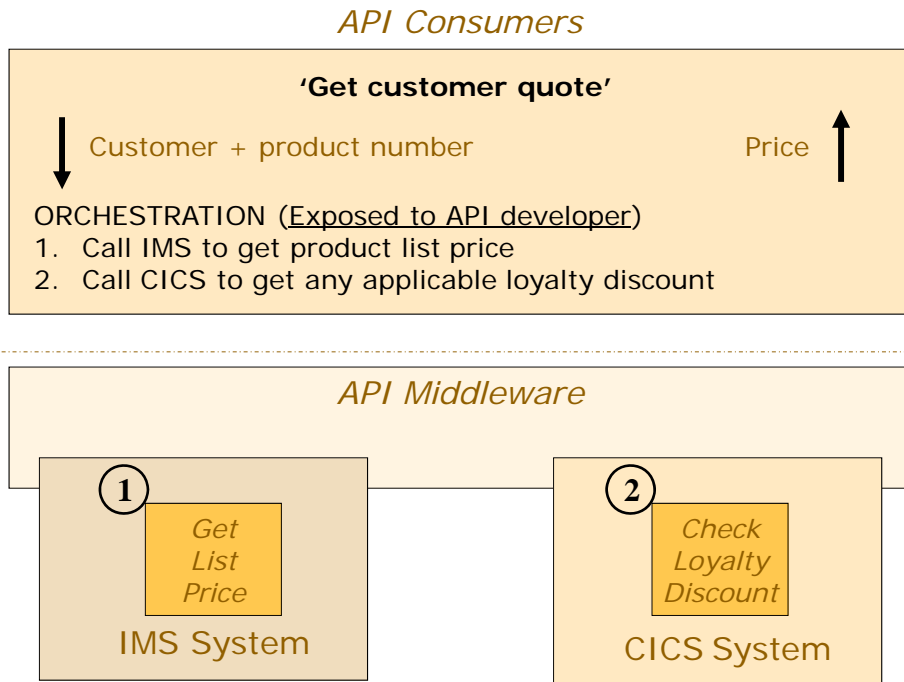 API Consumers
‘Get customer quote’
Customer + product number
Price
ORCHESTRATION (Exposed to API developer)
1. Call IMS to get product list price
2. Call CICS to get any applicable loyalty discount
API Middleware
1
Get
List
Price
IMS System
2
Check
Loyalty
Discount
CICS System